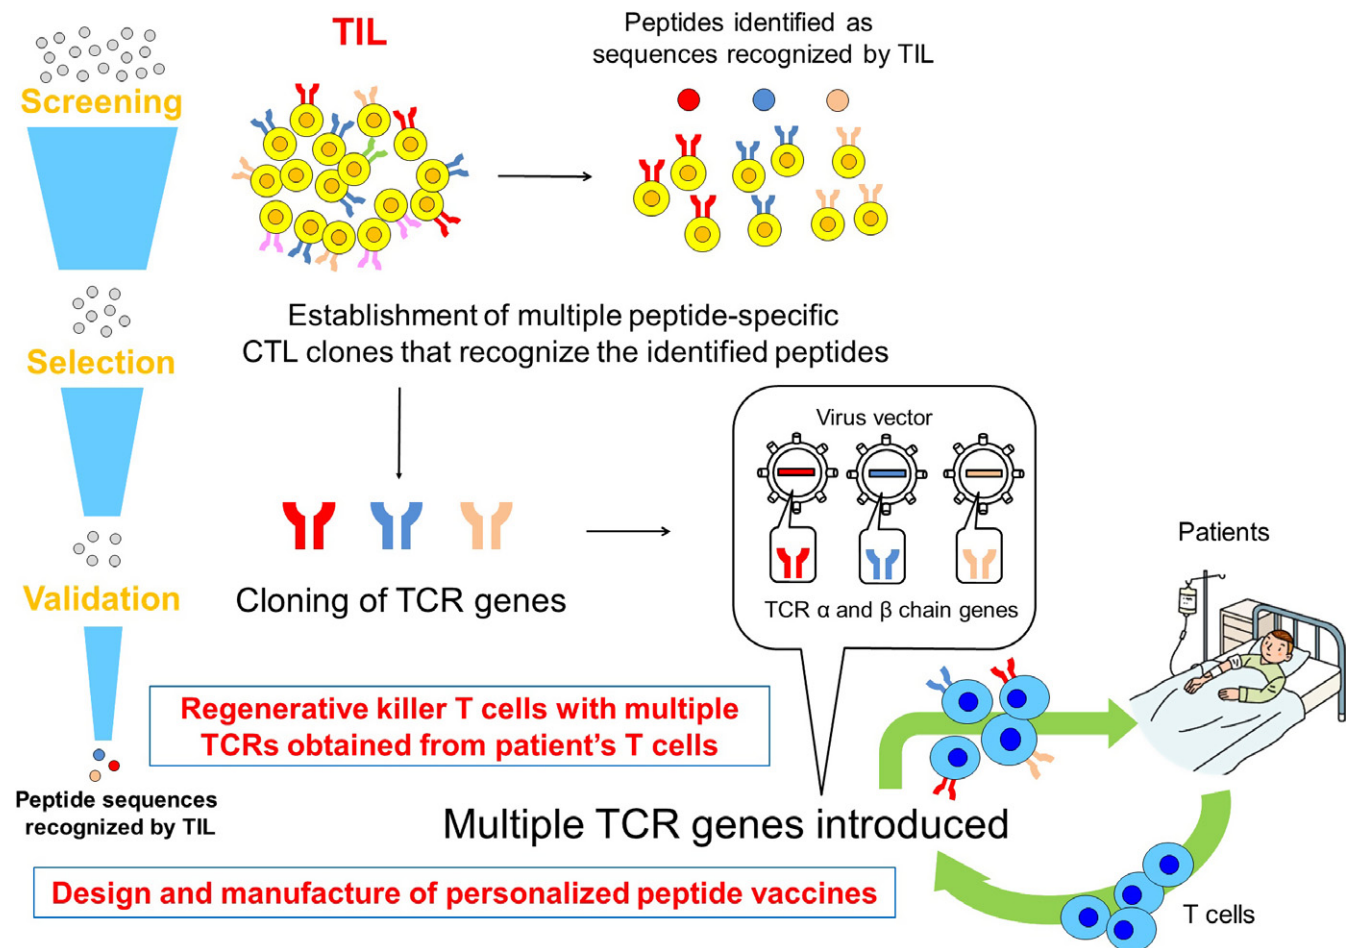 TIL
Peptides identified as
sequences recognized by TIL
Screening
Establishment of multiple peptide-specific
CTL clones that recognize the identified peptides
Selection
Virus vector
TCR α and β chain genes
Cloning of TCR genes
Validation
Patients
Regenerative killer T cells with multiple
TCRs obtained from patient’s T cells
Peptide sequences
recognized by TIL
Multiple TCR genes introduced
Design and manufacture of personalized peptide vaccines
T cells